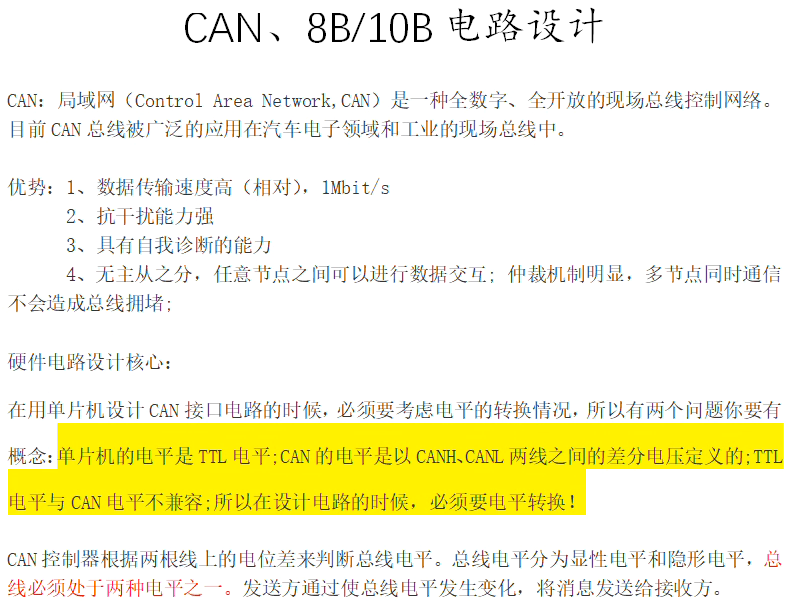 CAN、8B/10B 电路设计
CAN：局域网（Control Area Network,CAN）是一种全数字、全开放的现场总线控制网络。
目前 CAN 总线被广泛的应用在汽车电子领域和工业的现场总线中。
优势：1、数据传输速度高（相对），1Mbit/s
2、抗干扰能力强
3、具有自我诊断的能力
4、无主从之分，任意节点之间可以进行数据交互；仲裁机制明显，多节点同时通信
不会造成总线拥堵；
硬件电路设计核心：
在用单片机设计 CAN 接口电路的时候，必须要考虑电平的转换情况，所以有两个问题你要有
概念：单片机的电平是 TTL 电平;CAN 的电平是以 CANH、CANL 两线之间的差分电压定义的;TTL
电平与 CAN 电平不兼容;所以在设计电路的时候，必须要电平转换！
CAN 控制器根据两根线上的电位差来判断总线电平。总线电平分为显性电平和隐形电平，总
线必须处于两种电平之一。发送方通过使总线电平发生变化，将消息发送给接收方。